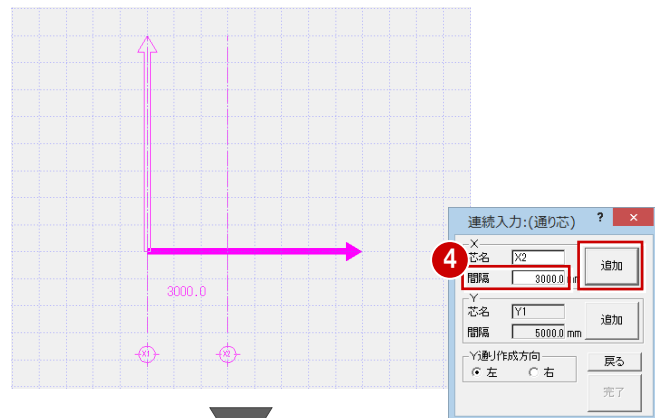 3000.0
X1
X2
連続入力:(通り芯) ? ×
X
4
芯名 X2
間隔 3000.0 m
追加
Y
芯名 Y1
間隔 5000.0 mm
追加
Y通り作成方向
左 右
戻る
完了